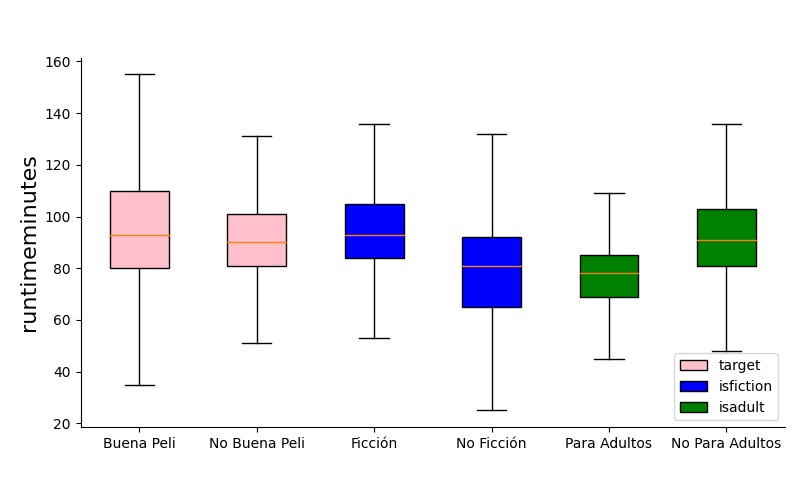 runtimeminutes
160
140
120
100
80
60
40
20
Buena Peli
No Buena Peli
Ficción
No Ficción
Para Adultos
No Para Adultos
target
isfiction
isadult